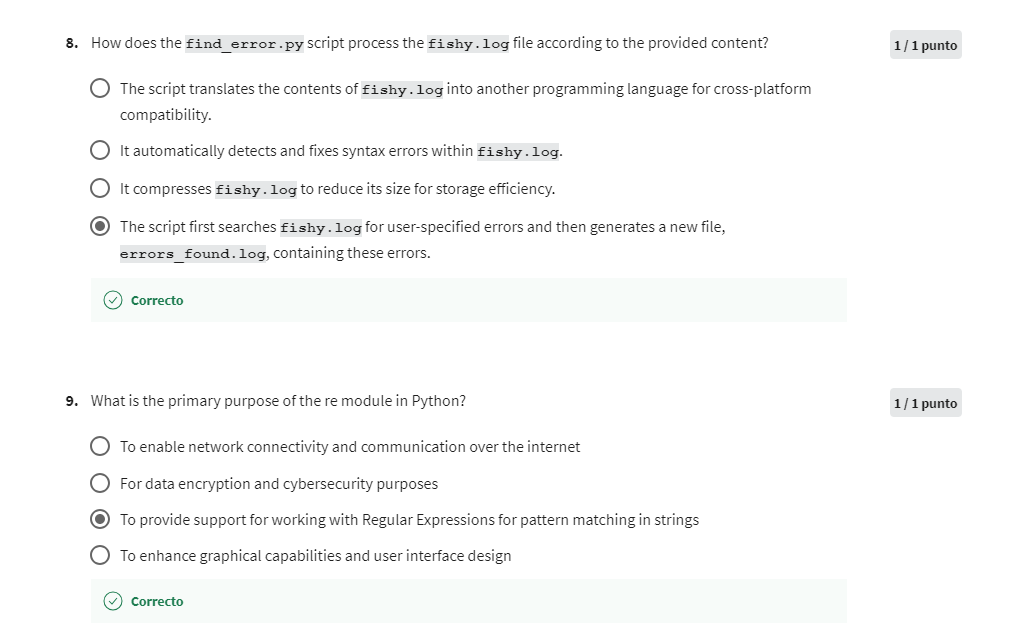 8. How does the find_error.py script process the fishy.log file according to the provided content?
1 / 1 punto
The script translates the contents of fishy.log into another programming language for cross-platform
compatibility.
It automatically detects and fixes syntax errors within fishy.log.
It compresses fishy.log to reduce its size for storage efficiency.
The script first searches fishy.log for user-specified errors and then generates a new file,
errors_found.log, containing these errors.
Correcto
9. What is the primary purpose of the re module in Python?
1 / 1 punto
To enable network connectivity and communication over the internet
For data encryption and cybersecurity purposes
To provide support for working with Regular Expressions for pattern matching in strings
To enhance graphical capabilities and user interface design
Correcto